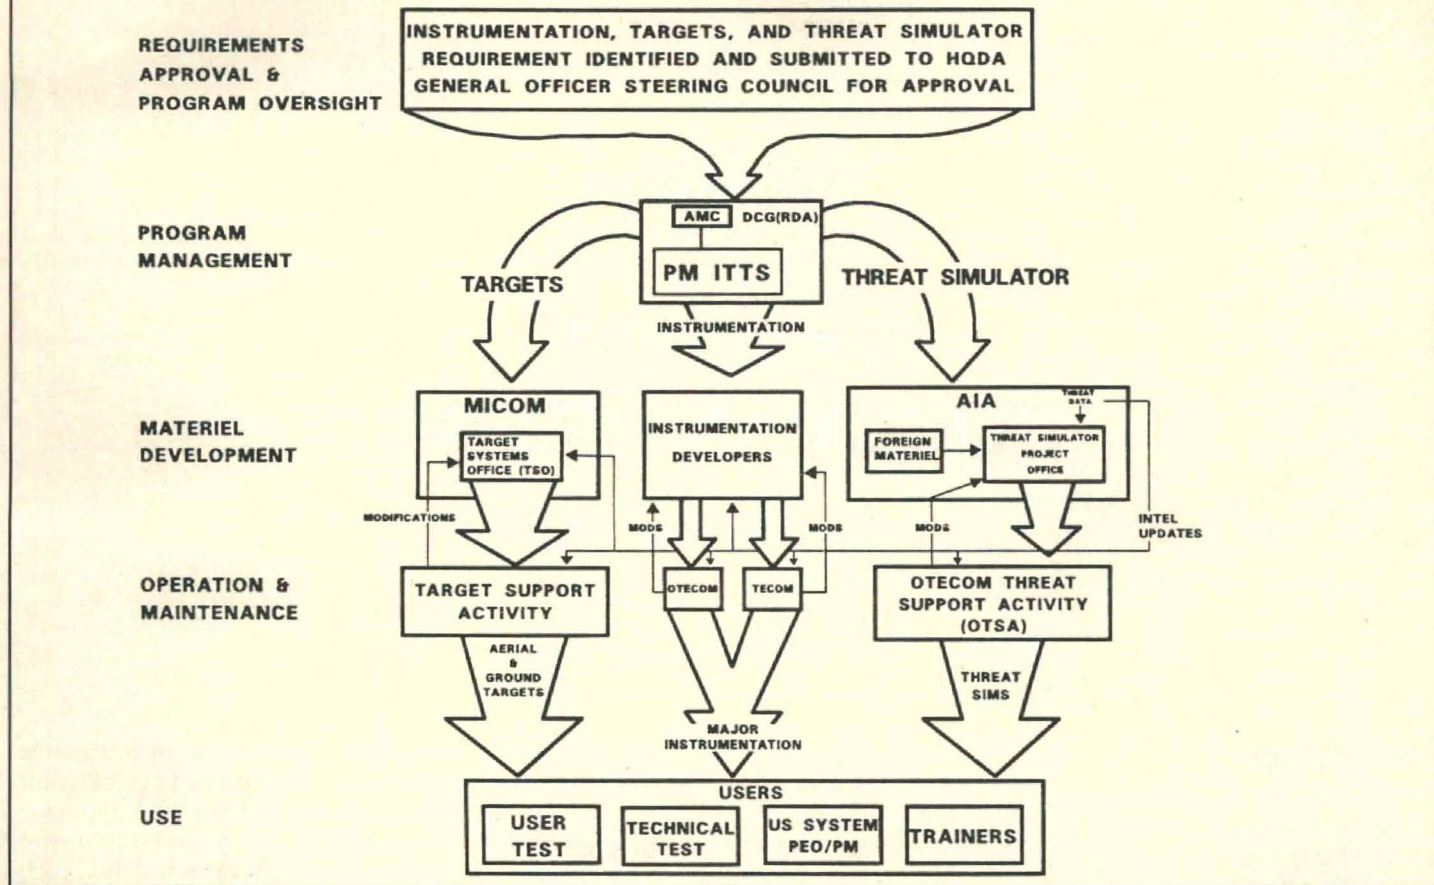 REQUIREMENTS
APPROVAL &
PROGRAM OVERSIGHT
INSTRUMENTATION, TARGETS, AND THREAT SIMULATOR
REQUIREMENT IDENTIFIED AND SUBMITTED TO HQDA
GENERAL OFFICER STEERING COUNCIL FOR APPROVAL
PROGRAM
MANAGEMENT
AMC
DCG(RDA)
PM ITTS
TARGETS
THREAT SIMULATOR
INSTRUMENTATION
MATERIEL
DEVELOPMENT
MICOM
TARGET
SYSTEMS
OFFICE (TSO)
INSTRUMENTATION
DEVELOPERS
AIA
THREAT
DATA
FOREIGN
MATERIEL
THREAT SIMULATOR
PROJECT
OFFICE
MODIFICATIONS
MODS
MODS
MODS
INTEL
UPDATES
OPERATION &
MAINTENANCE
TARGET SUPPORT
ACTIVITY
OTECOM
TECOM
OTECOM THREAT
SUPPORT ACTIVITY
(OTSA)
AERIAL
&
GROUND
TARGETS
MAJOR
INSTRUMENTATION
THREAT
SIMS
USE
USERS
USER
TEST
TECHNICAL
TEST
US SYSTEM
PEO/PM
TRAINERS